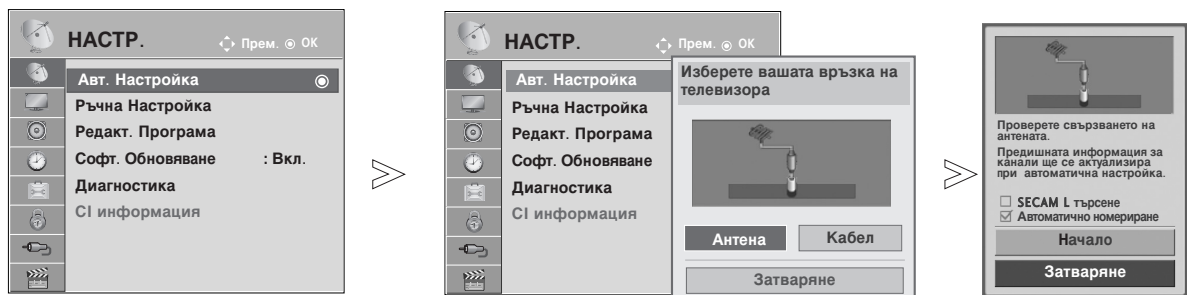 НАСТР.
Прем. ОК
Авт. Настройка
Ръчна Настройка
Редакт. Програма
Софт. Обновяване : Вкл.
Диагностика
CI информация
НАСТР.
Прем. ОК
Авт. Настройка
Ръчна Настройка
Редакт. Програма
Софт. Обновяване
Диагностика
CI информация
Изберете вашата връзка на
телевизора
Антена
Кабел
Затваряне
Проверете свързването на
антената.
Предишната информация за
канали ще се актуализира
при автоматична настройка.
SECAM L търсене
Автоматично номериране
Начало
Затваряне